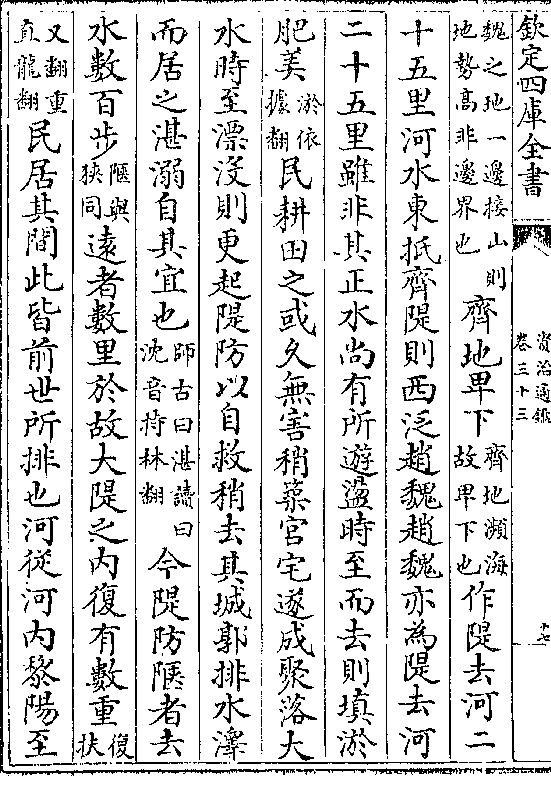 欽定四庫全書 資治通鑑 卷三十三 十七
魏之地一邊接山則地勢高非邊界也齊地卑下齊地瀕海故卑下也作隄去河二
十五里河水東抵齊隄則西泛趙魏趙魏亦為隄去河
二十五里雖非其正水尚有所遊盪時至而去則填淤
肥美淤依據翻民耕田之或久無害稍築宫宅遂成聚落大
水時至漂沒則更起隄防以自救稍去其城郭排水澤
而居之湛溺自其宜也師古曰湛讀曰沈音持林翻今隄防陿者去
水數百步陿與狹同遠者數里於故大隄之內復有數重復扶
又翻重直龍翻民居其間此皆前世所排也河從河內黎陽至